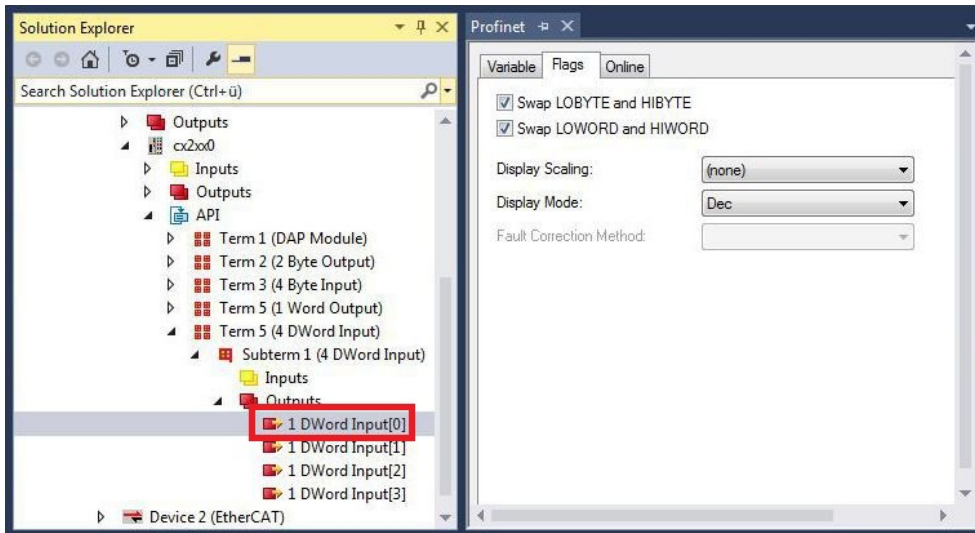 Solution Explorer
Search Solution Explorer (Ctrl+ü)
Outputs
cx2xx0
Inputs
Outputs
API
Term 1 (DAP Module)
Term 2 (2 Byte Output)
Term 3 (4 Byte Input)
Term 5 (1 Word Output)
Term 5 (4 DWord Input)
Subterm 1 (4 DWord Input)
Inputs
Outputs
1 DWord Input[0]
1 DWord Input[1]
1 DWord Input[2]
1 DWord Input[3]
Device 2 (EtherCAT)
Profinet
Variable Flags Online
Swap LOBYTE and HIBYTE
Swap LOWORD and HIWORD
Display Scaling: (none)
Display Mode: Dec
Fault Correction Method: